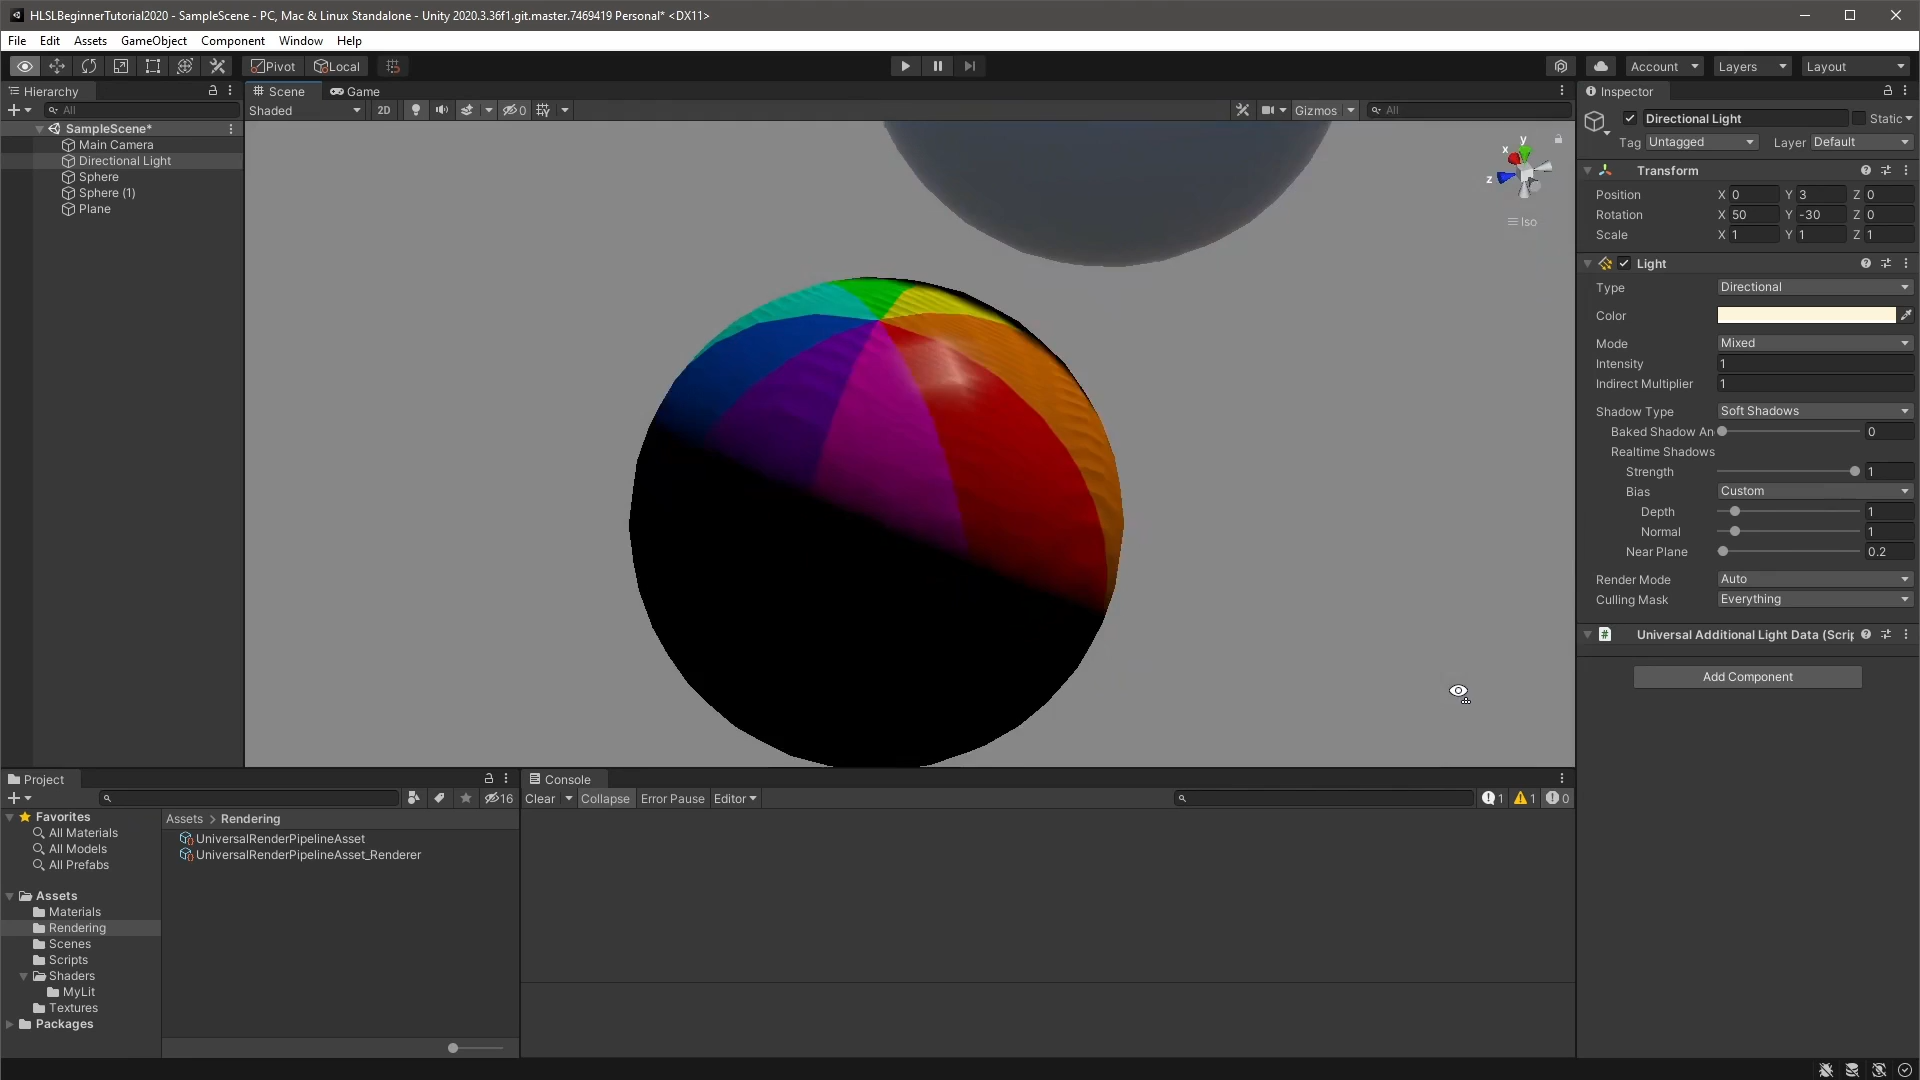 HLSLBeginnerTutorial2020 - SampleScene - PC, Mac & Linux Standalone - Unity 2020.3.36f1.git.master.7469419 Personal* <DX11>
File Edit Assets GameObject Component Window Help
Pivot Local Account Layers Layout
Hierarchy
All
SampleScene*
Main Camera
Directional Light
Sphere
Sphere (1)
Plane
Scene Game
Shaded 2D 0 Gizmos All
y
x
z
Iso
Inspector
Directional Light Static
Tag Untagged Layer Default
Transform
Position X 0 Y 3 Z 0
Rotation X 50 Y -30 Z 0
Scale X 1 Y 1 Z 1
Light
Type Directional
Color
Mode Mixed
Intensity 1
Indirect Multiplier 1
Shadow Type Soft Shadows
Baked Shadow An 0
Realtime Shadows
Strength 1
Bias Custom
Depth 1
Normal 1
Near Plane 0.2
Render Mode Auto
Culling Mask Everything
# Universal Additional Light Data (Scrip
Add Component
Project
16
Favorites
All Materials
All Models
All Prefabs
Assets
Materials
Rendering
Scenes
Scripts
Shaders
MyLit
Textures
Packages
Assets > Rendering
UniversalRenderPipelineAsset
UniversalRenderPipelineAsset_Renderer
Console
Clear Collapse Error Pause Editor 1 1 0